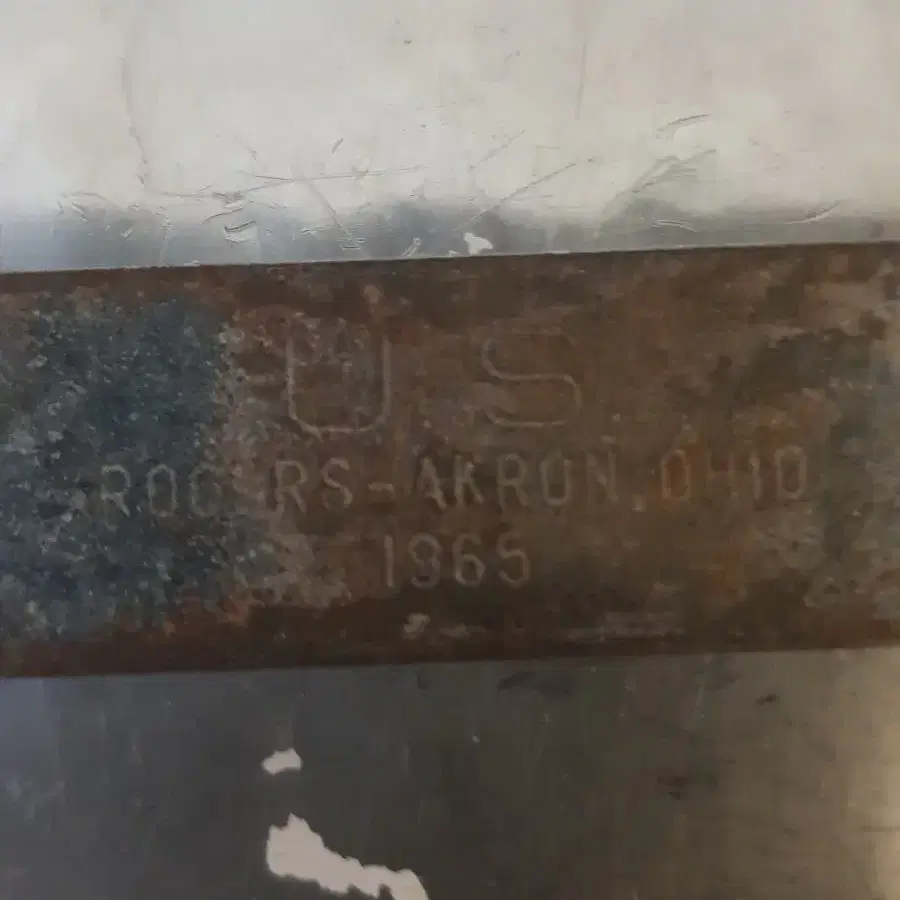 U S
ROGERS-AKRON, OHIO
1965